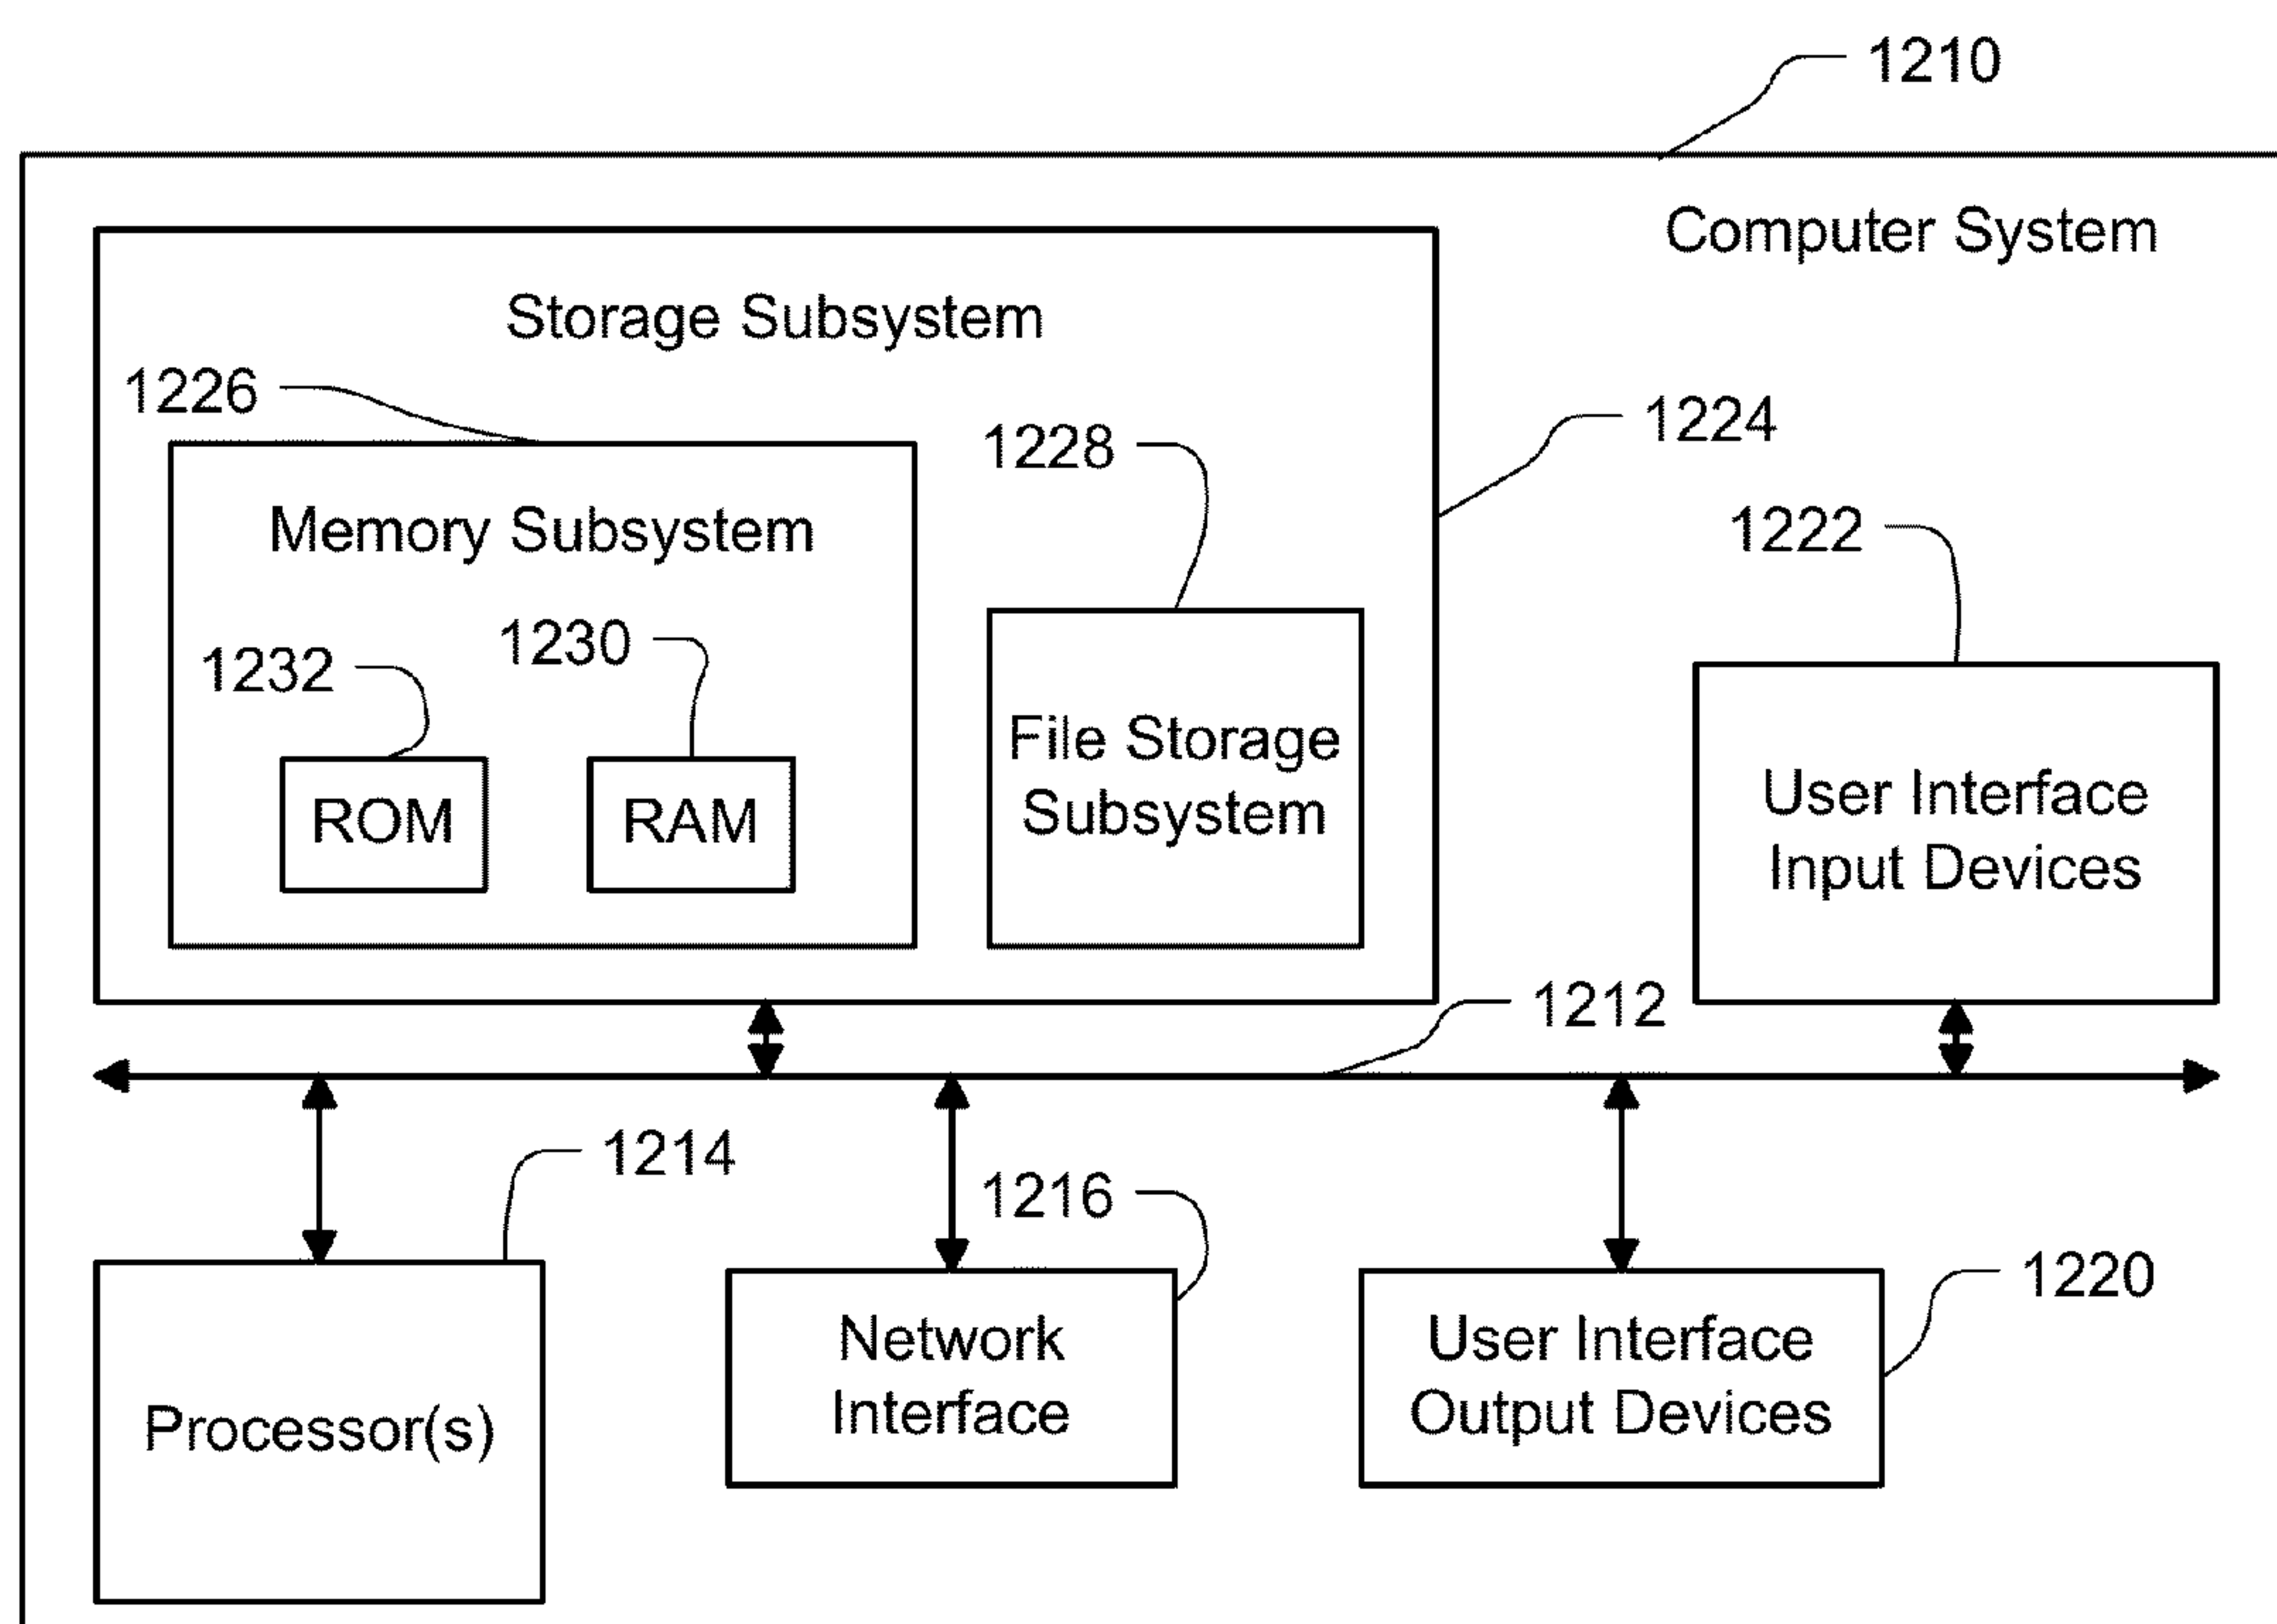 1210
Computer System
Storage Subsystem
1226
1224
1228
Memory Subsystem
1222
1232
1230
File Storage
Subsystem
ROM
RAM
User Interface
Input Devices
1212
1214
1216
1220
Processor(s)
Network
Interface
User Interface
Output Devices